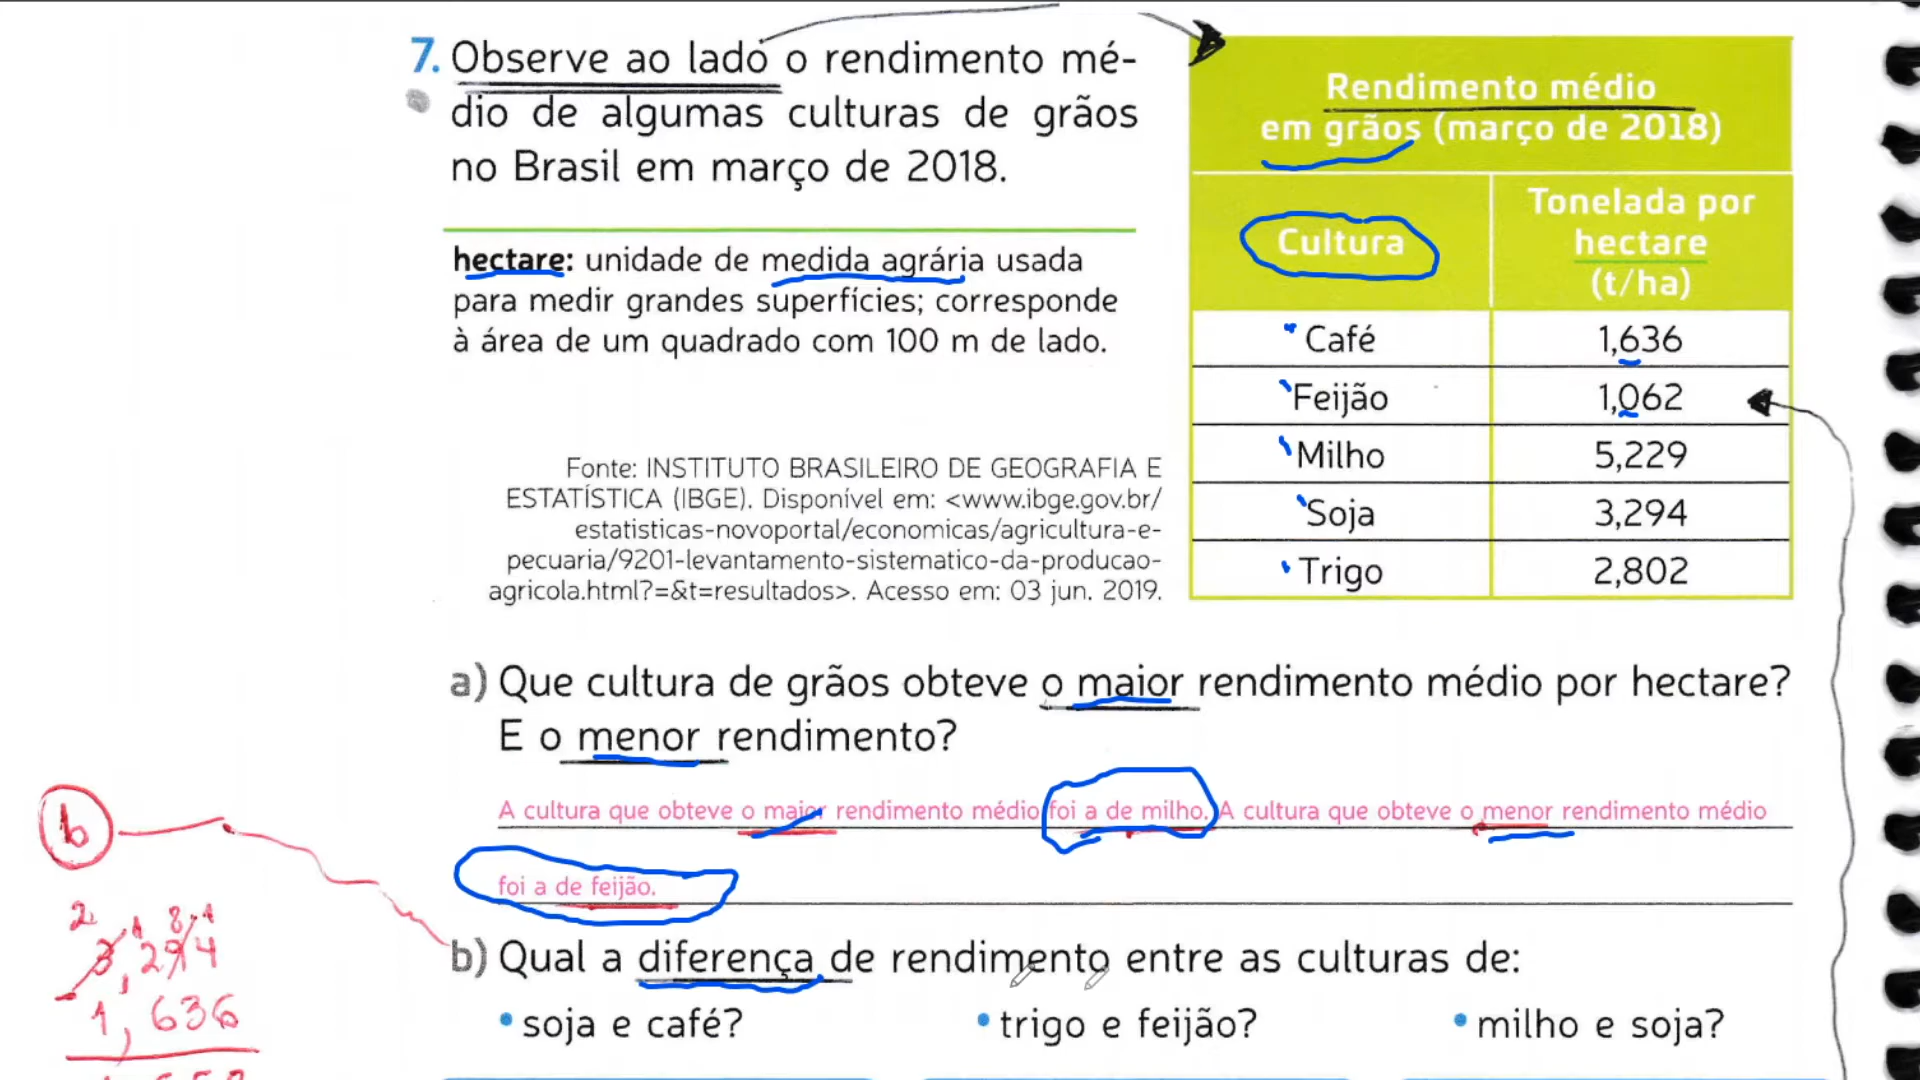 7. Observe ao lado o rendimento mé-
dio de algumas culturas de grãos
no Brasil em março de 2018.
hectare: unidade de medida agrária usada
para medir grandes superfícies; corresponde
à área de um quadrado com 100 m de lado.
Fonte: INSTITUTO BRASILEIRO DE GEOGRAFIA E
ESTATÍSTICA (IBGE). Disponível em: <www.ibge.gov.br/
estatisticas-novoportal/economicas/agricultura-e-
pecuaria/9201-levantamento-sistematico-da-producao-
agricola.html?=&t=resultados>. Acesso em: 03 jun. 2019.
Rendimento médio
em grãos (março de 2018)
Cultura
Tonelada por
hectare
(t/ha)
Café 1,636
Feijão 1,062
Milho 5,229
Soja 3,294
Trigo 2,802
a) Que cultura de grãos obteve o maior rendimento médio por hectare?
E o menor rendimento?
A cultura que obteve o maior rendimento médio foi a de milho. A cultura que obteve o menor rendimento médio
foi a de feijão.
b) Qual a diferença de rendimento entre as culturas de:
• soja e café? • trigo e feijão? • milho e soja?
b
2 1 8 1
3,294
1,636